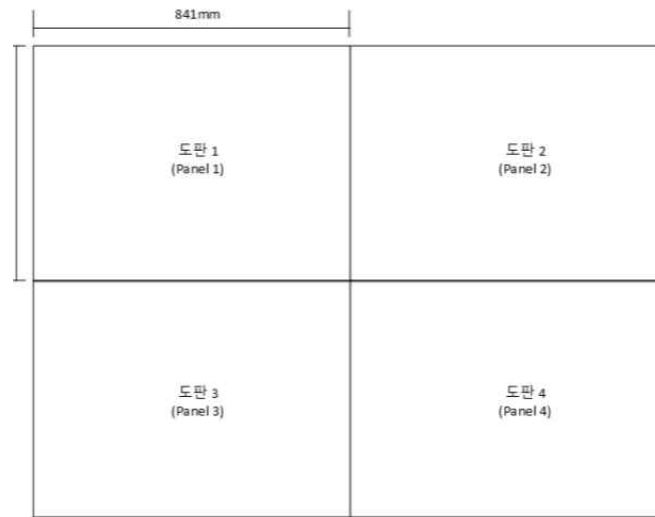 841mm
도판 1
(Panel 1)
도판 2
(Panel 2)
도판 3
(Panel 3)
도판 4
(Panel 4)